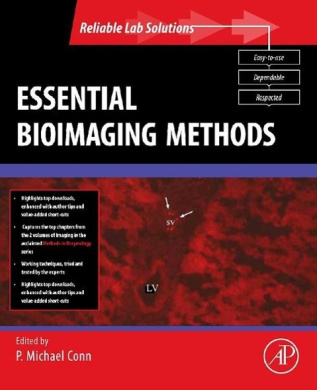 Reliable Lab Solutions
Easy-to-use
Dependable
Respected
ESSENTIAL
BIOIMAGING METHODS
• Highlights top downloads,
enhanced with author tips and
value-added short-cuts
• Captures the top chapters from
the 2 volumes of imaging in the
acclaimed Methods in Enzymology
series
• Working techniques, tried and
tested by the experts
• Highlights top downloads,
enhanced with author tips and
value-added short-cuts
SV
LV
Edited by
P. Michael Conn
AP